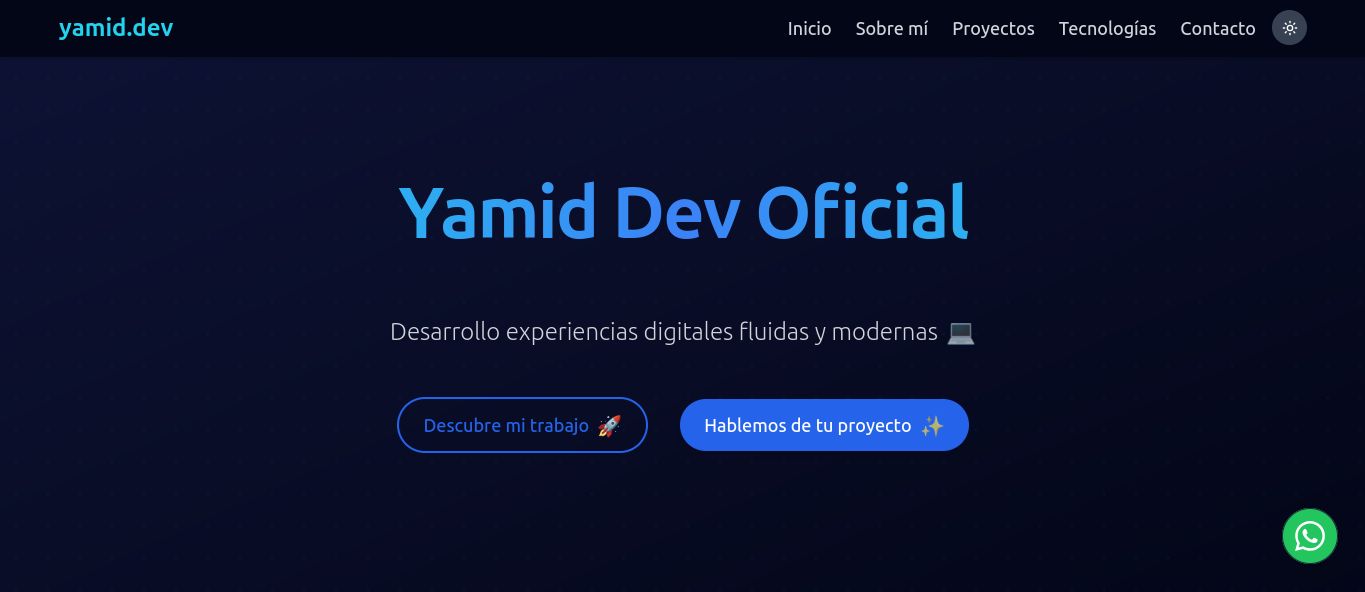 yamid.dev
Inicio Sobre mí Proyectos Tecnologías Contacto
Yamid Dev Oficial
Desarrollo experiencias digitales fluidas y modernas 💻
Descubre mi trabajo 🚀
Hablemos de tu proyecto ✨